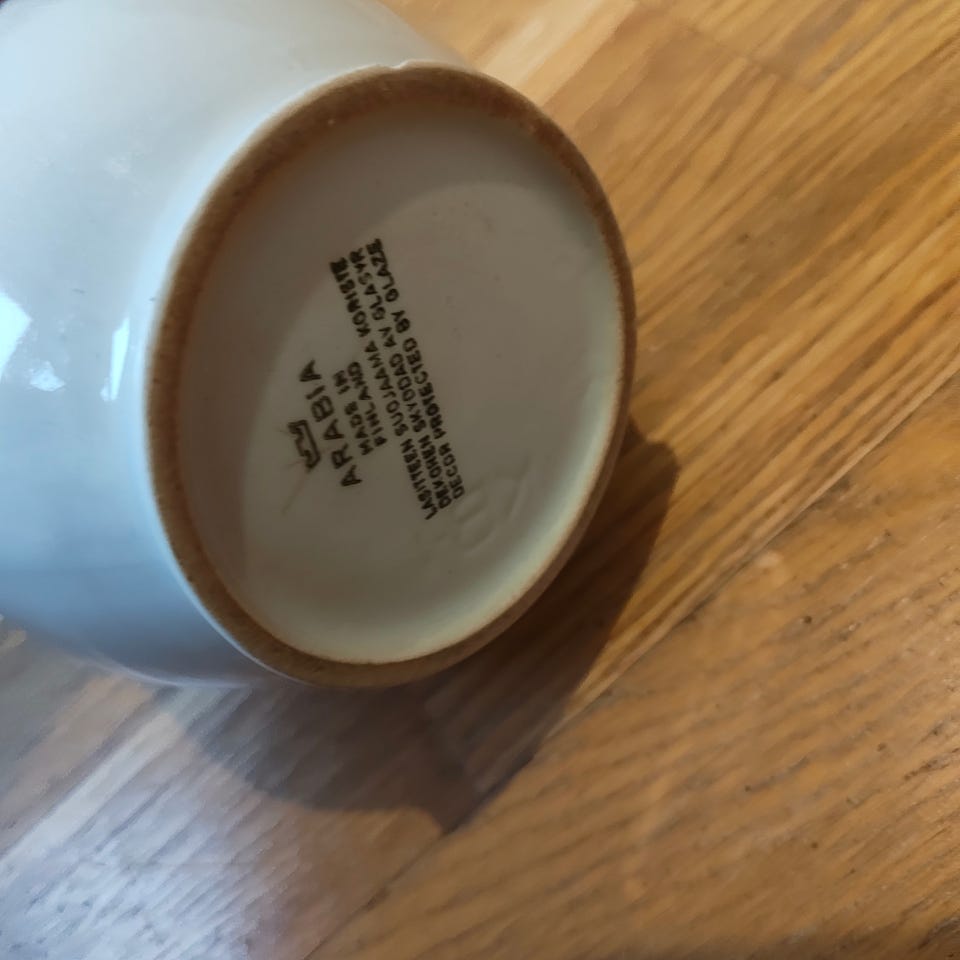 ARABIA
MADE IN
FINLAND
LASITTEEN SUOJAAMA KORISTE
DEKOREN SKYDDAD AV GLASYR
DECOR PROTECTED BY GLAZE